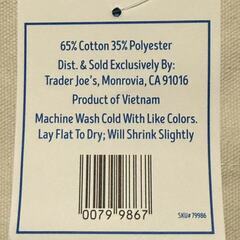 65% Cotton 35% Polyester
Dist. & Sold Exclusively By:
Trader Joe's, Monrovia, CA 91016
Product of Vietnam
Machine Wash Cold With Like Colors.
Lay Flat To Dry; Will Shrink Slightly
0079 9867
SKU# 79986